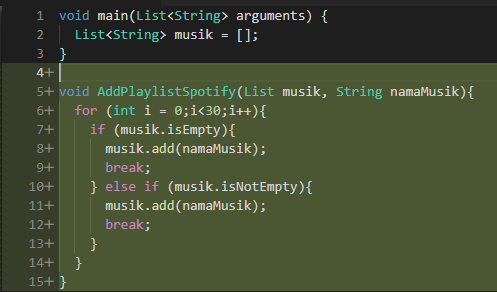 1 void main(List<String> arguments) {
2   List<String> musik = [];
3 }
4+
5+ void AddPlaylistSpotify(List musik, String namaMusik){
6+   for (int i = 0;i<30;i++){
7+     if (musik.isEmpty){
8+       musik.add(namaMusik);
9+       break;
10+     } else if (musik.isNotEmpty){
11+       musik.add(namaMusik);
12+       break;
13+     }
14+   }
15+ }